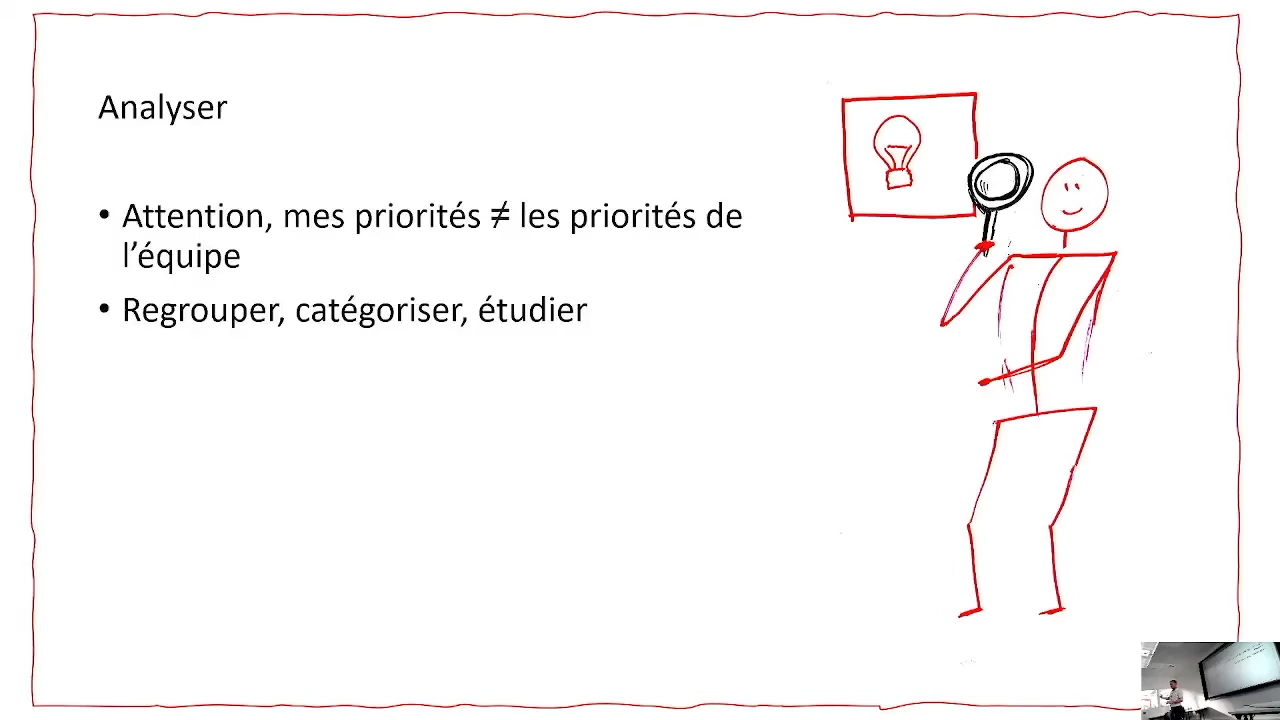 Analyser
• Attention, mes priorités ≠ les priorités de
l’équipe
• Regrouper, catégoriser, étudier